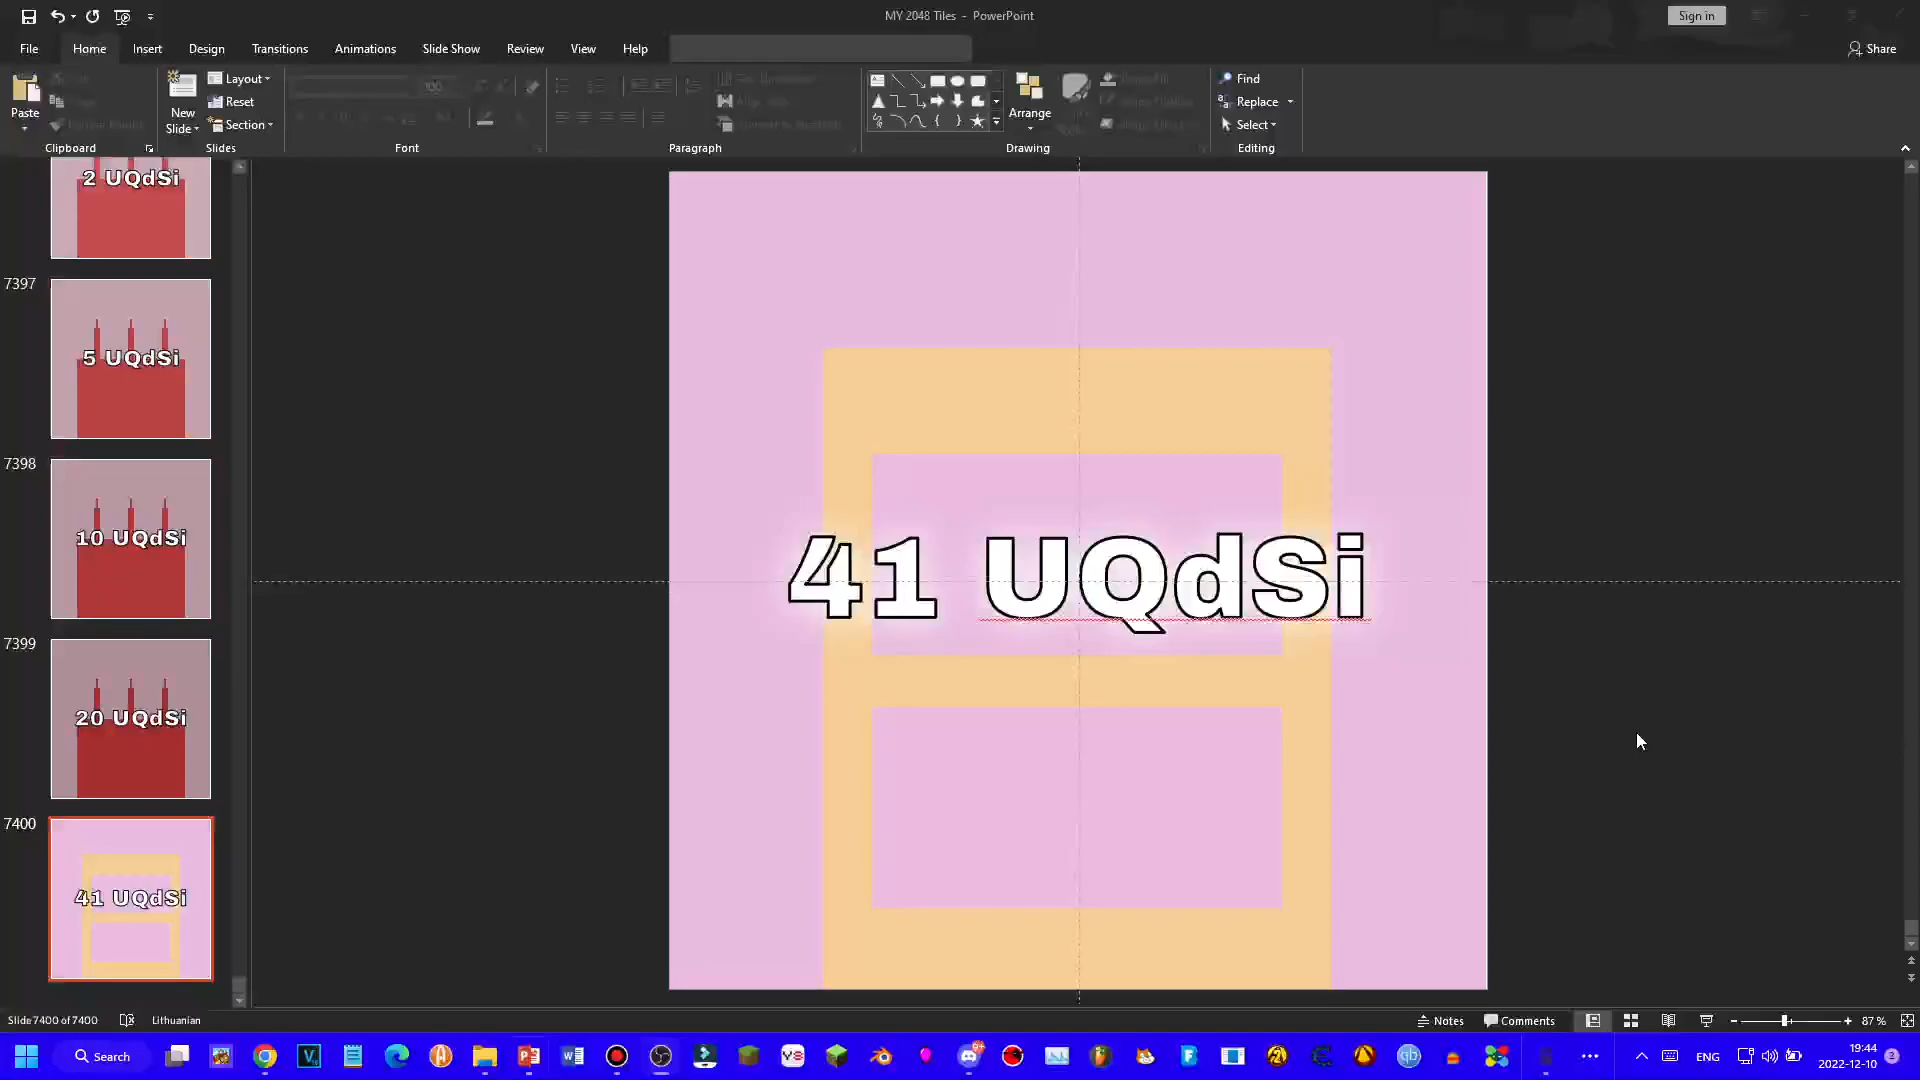 MY 2048 Tiles - PowerPoint
Sign in
File Home Insert Design Transitions Animations Slide Show Review View Help
Share
Paste
New Slide
Layout
Reset
Section
100
Arrange
Find
Replace
Select
Clipboard Slides Font Paragraph Drawing Editing
2 UQdSi
7397
5 UQdSi
7398
10 UQdSi
7399
20 UQdSi
7400
41 UQdSi
41 UQdSi
Slide 7400 of 7400 Lithuanian
Notes Comments 87 %
Search
ENG
19:44
2022-12-10
2